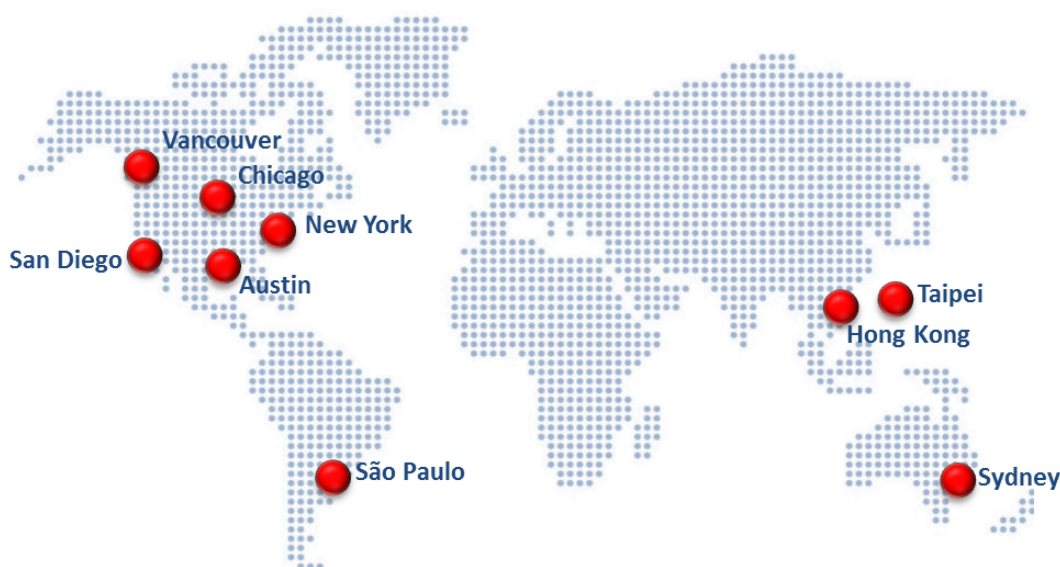 Vancouver
Chicago
New York
San Diego
Austin
Taipei
Hong Kong
São Paulo
Sydney